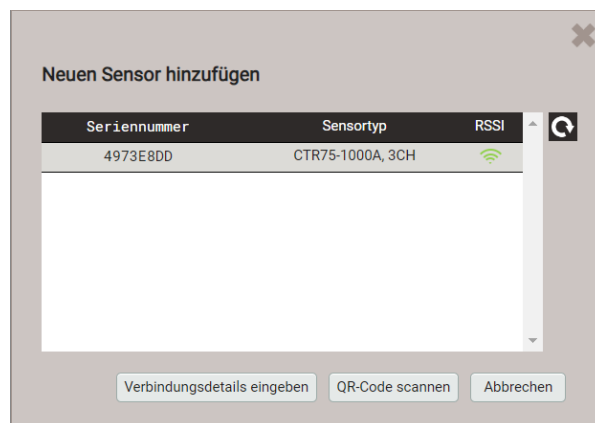 Neuen Sensor hinzufügen
Seriennummer Sensortyp RSSI
4973E8DD CTR75-1000A, 3CH
Verbindungsdetails eingeben QR-Code scannen Abbrechen